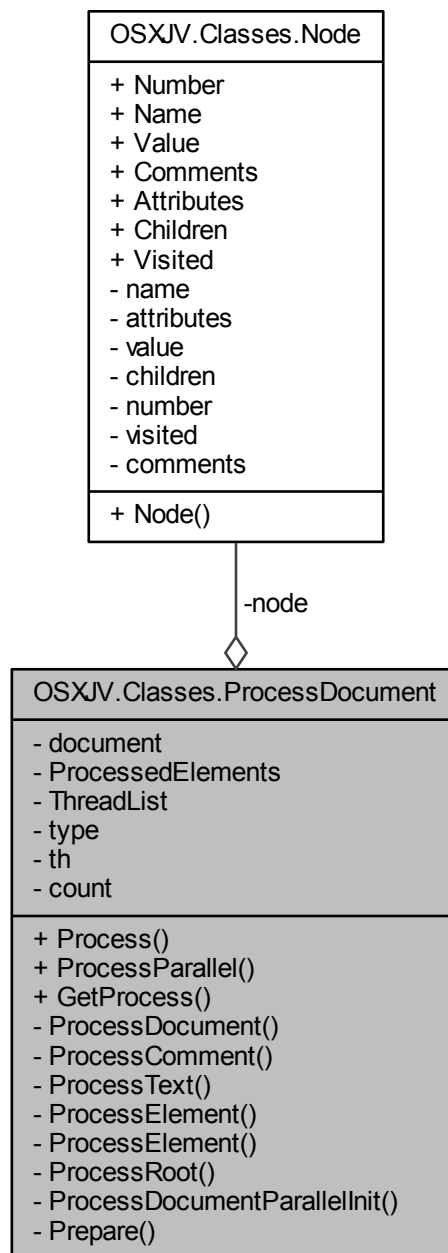 OSXJV.Classes.Node
+ Number
+ Name
+ Value
+ Comments
+ Attributes
+ Children
+ Visited
- name
- attributes
- value
- children
- number
- visited
- comments
+ Node()
-node
OSXJV.Classes.ProcessDocument
- document
- ProcessedElements
- ThreadList
- type
- th
- count
+ Process()
+ ProcessParallel()
+ GetProcess()
- ProcessDocument()
- ProcessComment()
- ProcessText()
- ProcessElement()
- ProcessElement()
- ProcessRoot()
- ProcessDocumentParallelInit()
- Prepare()